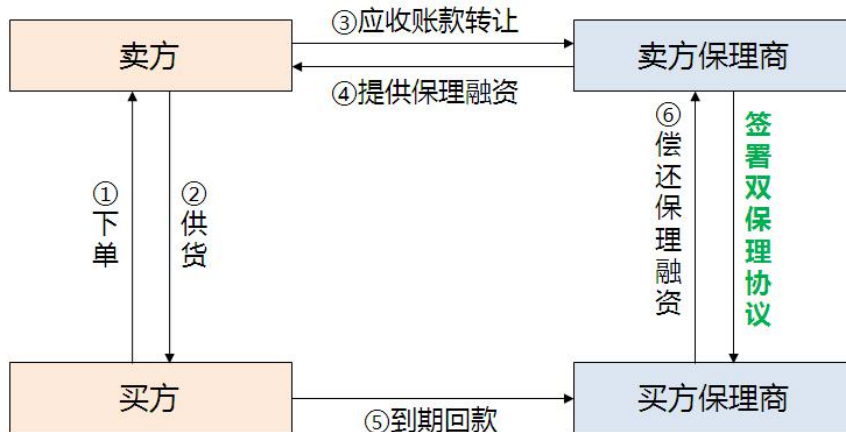 ③应收账款转让
卖方
卖方保理商
④提供保理融资
①下单
②供货
⑥偿还保理融资
签署双保理协议
买方
买方保理商
⑤到期回款